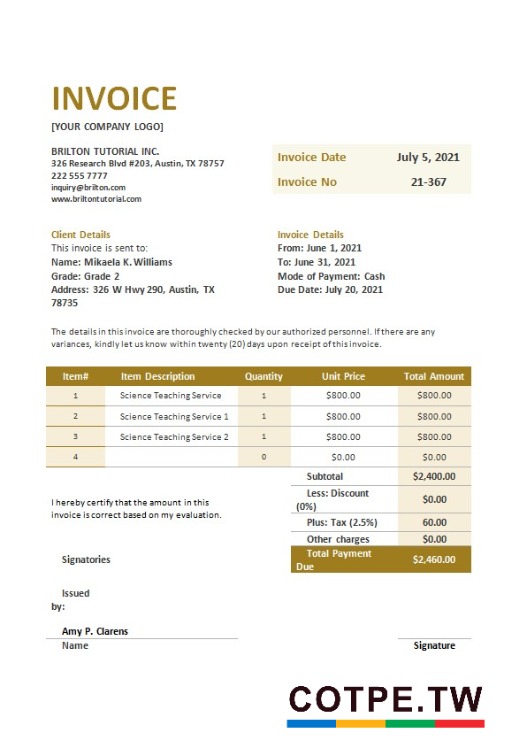 INVOICE
[YOUR COMPANY LOGO]
BRILTON TUTORIAL INC.
326 Research Blvd #203, Austin, TX 78757
222 555 7777
inquiry@brilton.com
www.briltontutorial.com
Invoice Date July 5, 2021
Invoice No 21-367
Client Details
This invoice is sent to:
Name: Mikaela K. Williams
Grade: Grade 2
Address: 326 W Hwy 290, Austin, TX
78735
Invoice Details
From: June 1, 2021
To: June 31, 2021
Mode of Payment: Cash
Due Date: July 20, 2021
The details in this invoice are thoroughly checked by our authorized personnel. If there are any
variances, kindly let us know within twenty (20) days upon receipt of this invoice.
Item# Item Description Quantity Unit Price Total Amount
1 Science Teaching Service 1 $800.00 $800.00
2 Science Teaching Service 1 1 $800.00 $800.00
3 Science Teaching Service 2 1 $800.00 $800.00
4 0 $0.00 $0.00
Subtotal $2,400.00
Less: Discount
(0%) $0.00
Plus: Tax (2.5%) 60.00
Other charges $0.00
Total Payment
Due $2,460.00
I hereby certify that the amount in this
invoice is correct based on my evaluation.
Signatories
Issued
by:
Amy P. Clarens
Name Signature
COTPE.TW